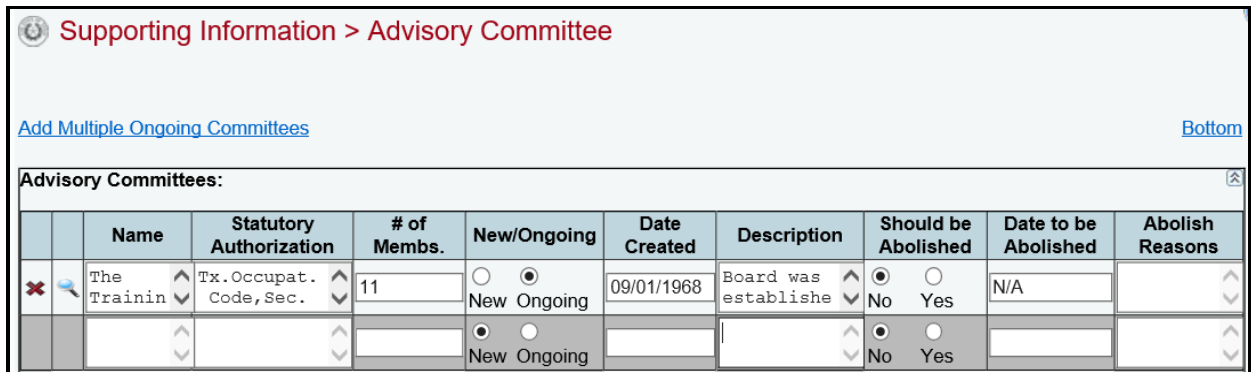 Supporting Information > Advisory Committee
Add Multiple Ongoing Committees Bottom
Advisory Committees:
Name Statutory Authorization # of Membs. New/Ongoing Date Created Description Should be Abolished Date to be Abolished Abolish Reasons
The Trainin Tx.Occupat. Code,Sec. 11 New Ongoing 09/01/1968 Board was establishe No Yes N/A
New Ongoing No Yes